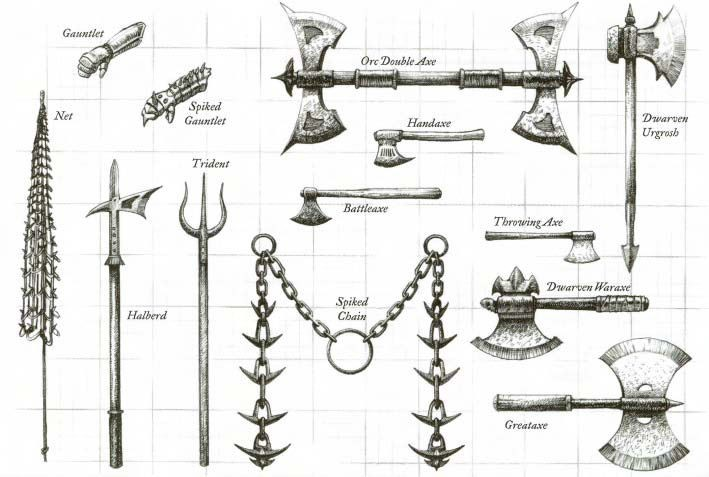 Gauntlet
Orc Double Axe
Spiked
Gauntlet
Net
Handaxe
Dwarven
Urgrosh
Trident
Battleaxe
Throwing Axe
Dwarven Waraxe
Halberd
Spiked
Chain
Greataxe